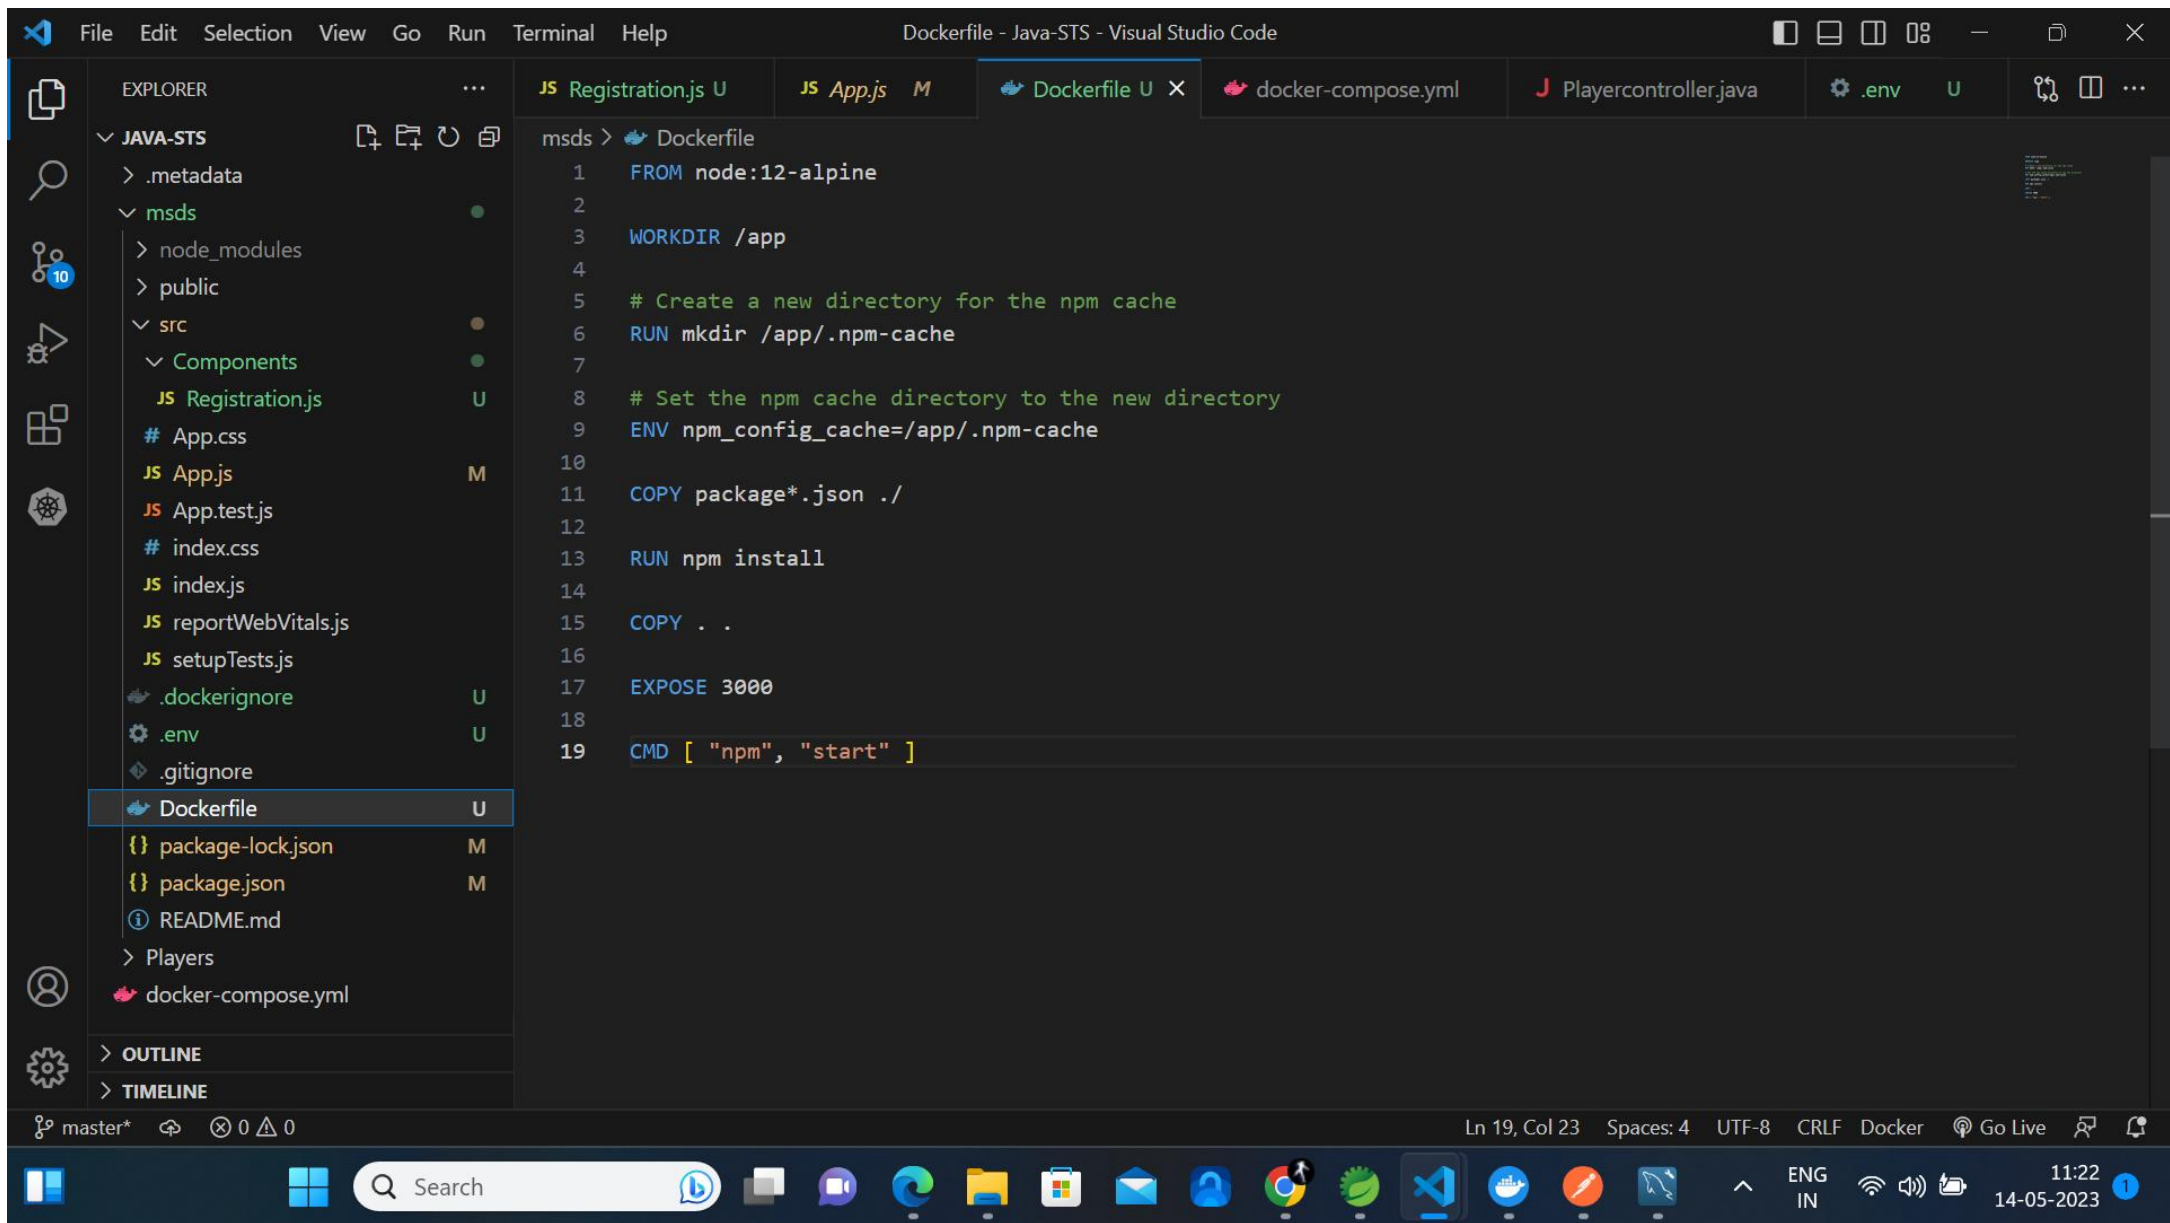 File Edit Selection View Go Run Terminal Help
Dockerfile - Java-STS - Visual Studio Code
EXPLORER
JAVA-STS
.metadata
msds
node_modules
public
src
Components
JS Registration.js U
# App.css
JS App.js M
JS App.test.js
# index.css
JS index.js
JS reportWebVitals.js
JS setupTests.js
.dockerignore U
.env U
.gitignore
Dockerfile U
{} package-lock.json M
{} package.json M
README.md
Players
docker-compose.yml
OUTLINE
TIMELINE
10
JS Registration.js U
JS App.js M
Dockerfile U
docker-compose.yml
J Playercontroller.java
.env U
msds > Dockerfile
1 FROM node:12-alpine
2
3 WORKDIR /app
4
5 # Create a new directory for the npm cache
6 RUN mkdir /app/.npm-cache
7
8 # Set the npm cache directory to the new directory
9 ENV npm_config_cache=/app/.npm-cache
10
11 COPY package*.json ./
12
13 RUN npm install
14
15 COPY . .
16
17 EXPOSE 3000
18
19 CMD [ "npm", "start" ]
master* 0 0
Ln 19, Col 23 Spaces: 4 UTF-8 CRLF Docker Go Live
Search
ENG
IN
11:22
14-05-2023
1